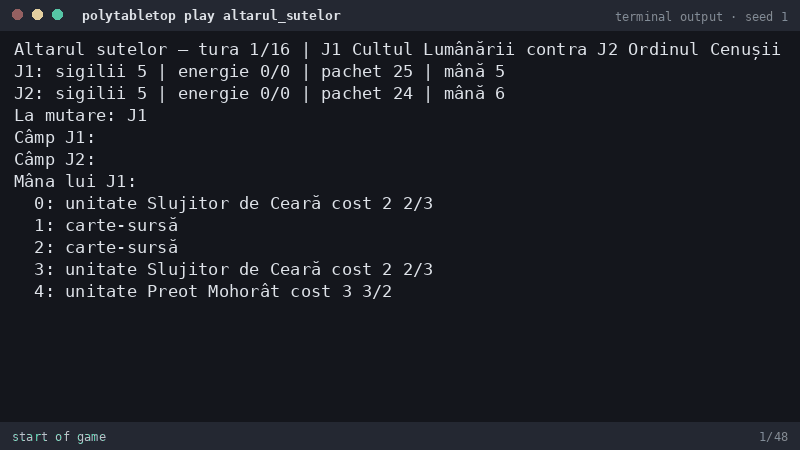 polytabletop play altarul_sutelor
terminal output · seed 1
Altarul sutelor — tura 1/16 | J1 Cultul Lumânării contra J2 Ordinul Cenușii
J1: sigilii 5 | energie 0/0 | pachet 25 | mână 5
J2: sigilii 5 | energie 0/0 | pachet 24 | mână 6
La mutare: J1
Câmp J1:
Câmp J2:
Mâna lui J1:
0: unitate Slujitor de Ceară cost 2 2/3
1: carte-sursă
2: carte-sursă
3: unitate Slujitor de Ceară cost 2 2/3
4: unitate Preot Mohorât cost 3 3/2
start of game
1/48